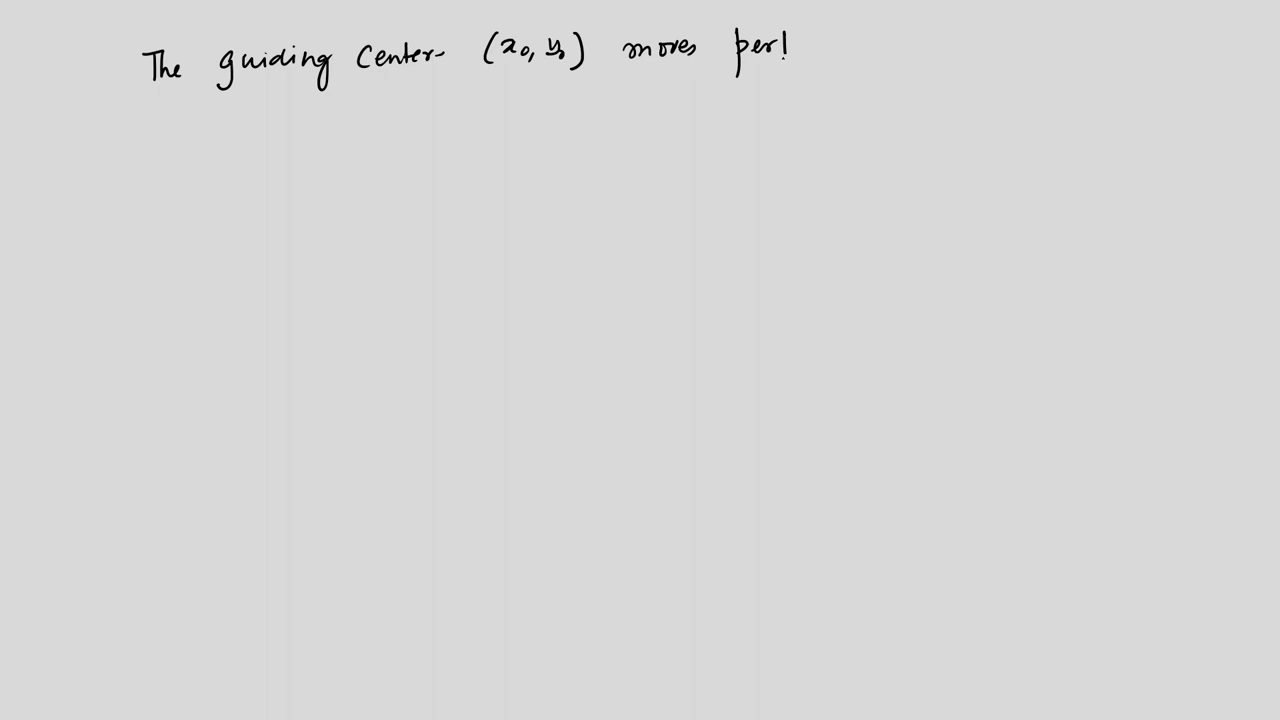 The guiding center (x₀, y₀) moves per!